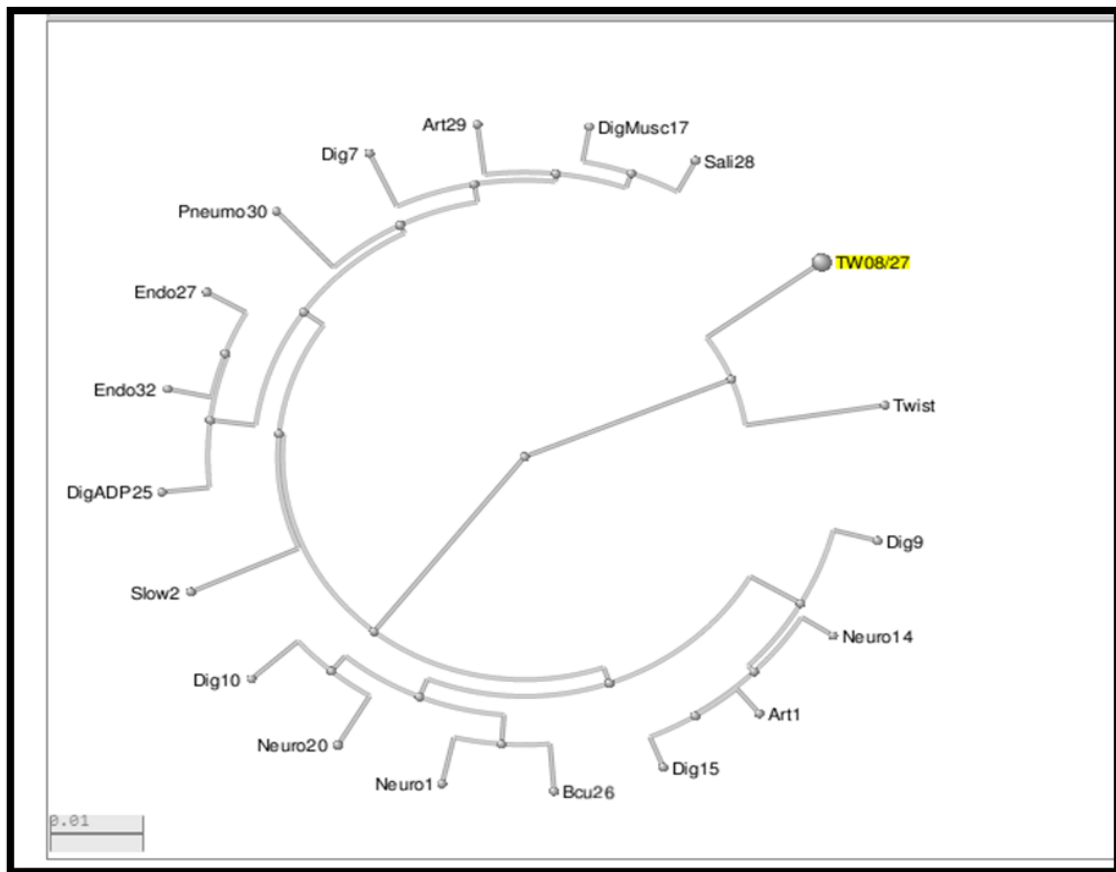 Art29
DigMusc17
Dig7
Sali28
Pneumo30
TW08/27
Endo27
Endo32
Twist
DigADP25
Dig9
Slow2
Neuro14
Dig10
Art1
Neuro20
Dig15
Neuro1
Bcu26
0.01